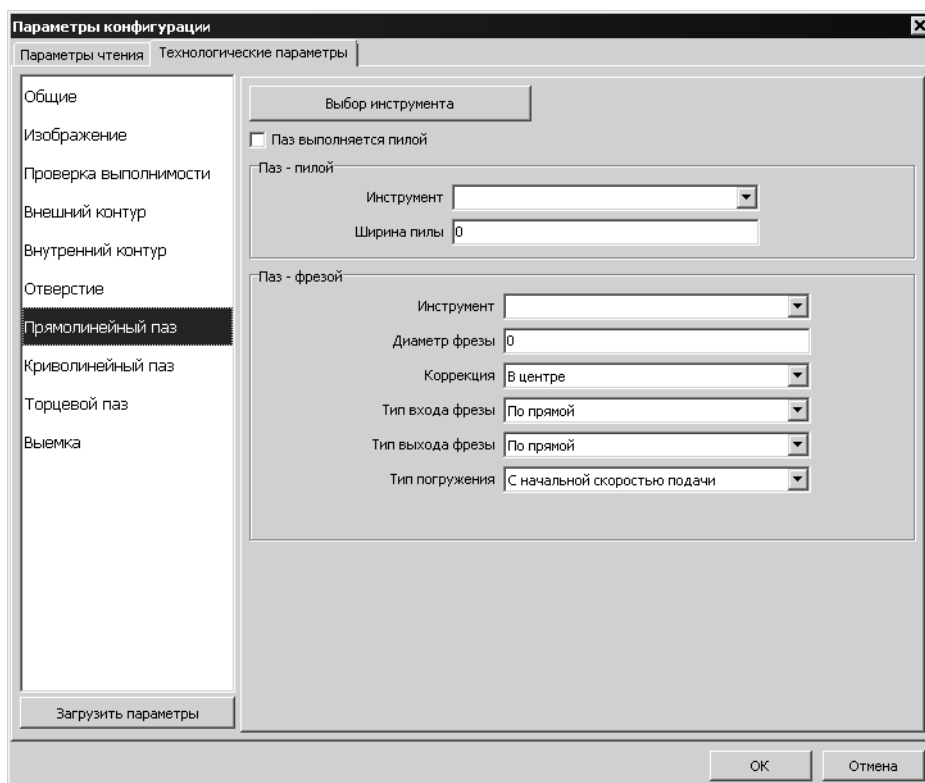 Параметры конфигурации
Параметры чтения
Технологические параметры
Общие
Изображение
Проверка выполнимости
Внешний контур
Внутренний контур
Отверстие
Прямолинейный паз
Криволинейный паз
Торцевой паз
Выемка
Загрузить параметры
Выбор инструмента
Паз выполняется пилой
Паз - пилой
Инструмент
Ширина пилы 0
Паз - фрезой
Инструмент
Диаметр фрезы 0
Коррекция В центре
Тип входа фрезы По прямой
Тип выхода фрезы По прямой
Тип погружения С начальной скоростью подачи
ОК
Отмена